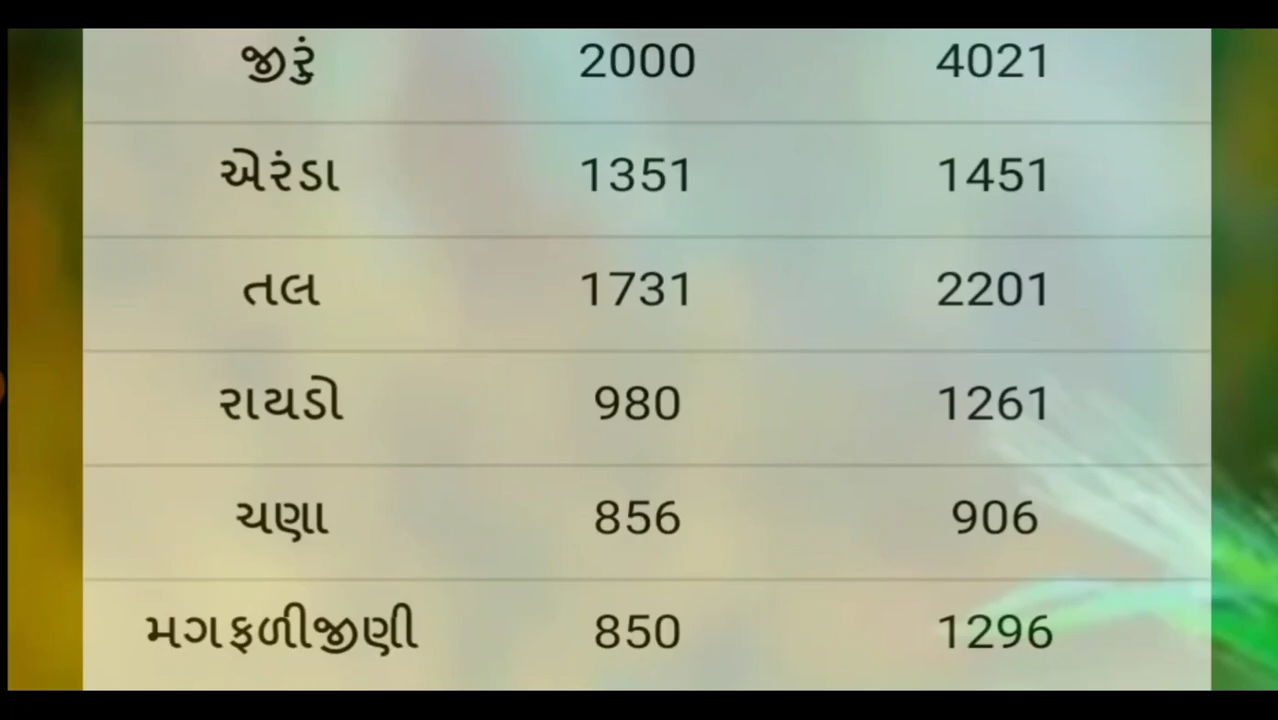 જીરું 2000 4021
એરંડા 1351 1451
તલ 1731 2201
રાયડો 980 1261
ચણા 856 906
મગફળીજીણી 850 1296